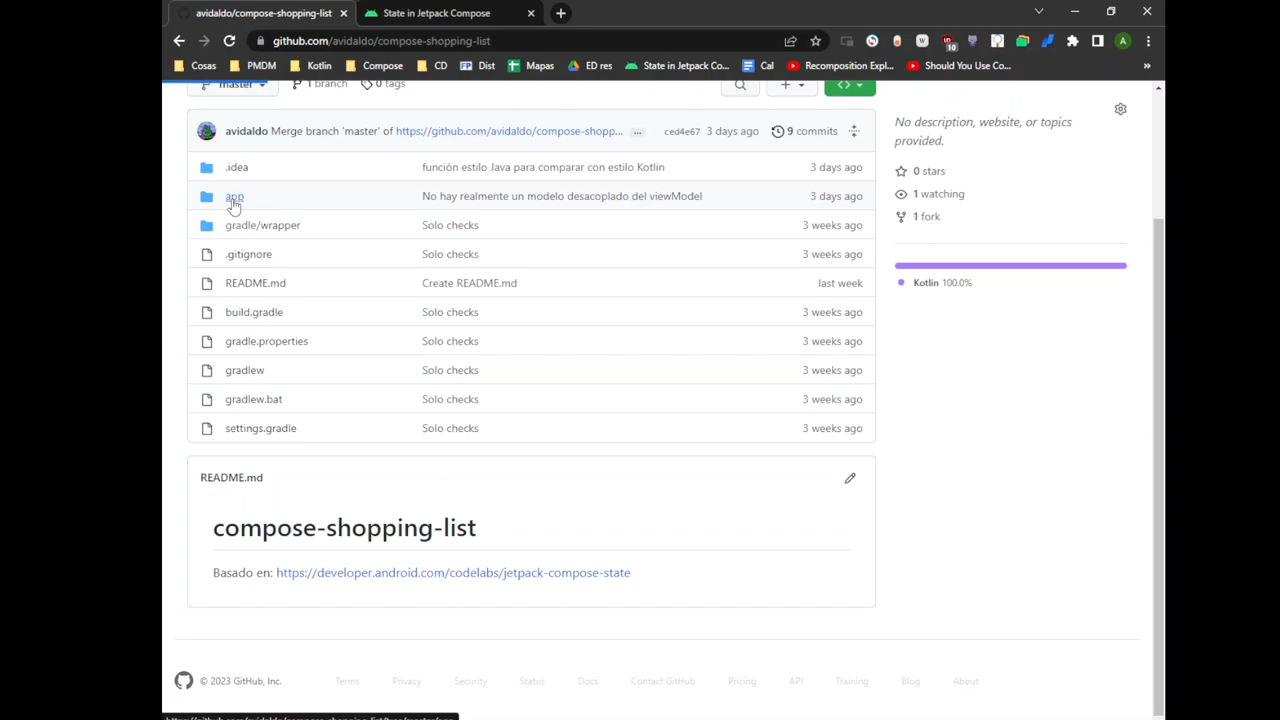 avidaldo/compose-shopping-list
State in Jetpack Compose
github.com/avidaldo/compose-shopping-list
10
A
Cosas
PMDM
Kotlin
Compose
CD
FP Dist
Mapas
ED res
State in Jetpack Co...
Cal
Recomposition Expl...
Should You Use Co...
»
master
1 branch
0 tags
avidaldo Merge branch 'master' of https://github.com/avidaldo/compose-shopp... ... ced4e67 3 days ago 9 commits
.idea función estilo Java para comparar con estilo Kotlin 3 days ago
app No hay realmente un modelo desacoplado del viewModel 3 days ago
gradle/wrapper Solo checks 3 weeks ago
.gitignore Solo checks 3 weeks ago
README.md Create README.md last week
build.gradle Solo checks 3 weeks ago
gradle.properties Solo checks 3 weeks ago
gradlew Solo checks 3 weeks ago
gradlew.bat Solo checks 3 weeks ago
settings.gradle Solo checks 3 weeks ago
No description, website, or topics
provided.
0 stars
1 watching
1 fork
Kotlin 100.0%
README.md
compose-shopping-list
Basado en: https://developer.android.com/codelabs/jetpack-compose-state
© 2023 GitHub, Inc.
Terms
Privacy
Security
Status
Docs
Contact GitHub
Pricing
API
Training
Blog
About